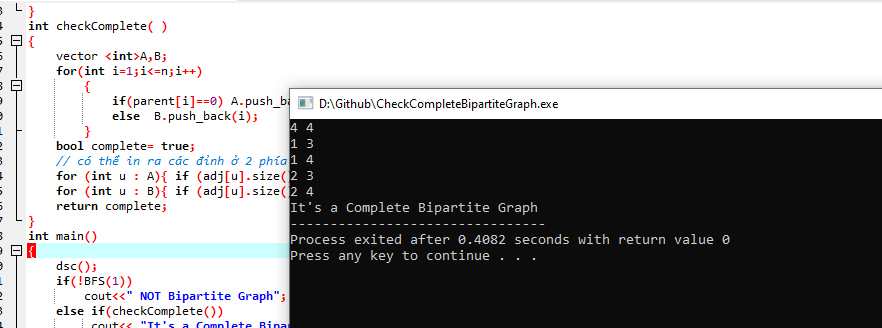 }
int checkComplete( )
{
vector <int>A,B;
for(int i=1;i<=n;i++)
{
if(parent[i]==0) A.push_ba
else B.push_back(i);
}
bool complete= true;
// có thể in ra các đỉnh ở 2 phía
for (int u : A){ if (adj[u].size(
for (int u : B){ if (adj[u].size(
return complete;
}
int main()
{
dsc();
if(!BFS(1))
cout<<" NOT Bipartite Graph";
else if(checkComplete())
cout<< "It's a Complete Bipa
D:\Github\CheckCompleteBipartiteGraph.exe
4 4
1 3
1 4
2 3
2 4
It's a Complete Bipartite Graph
--------------------------------
Process exited after 0.4082 seconds with return value 0
Press any key to continue . . .